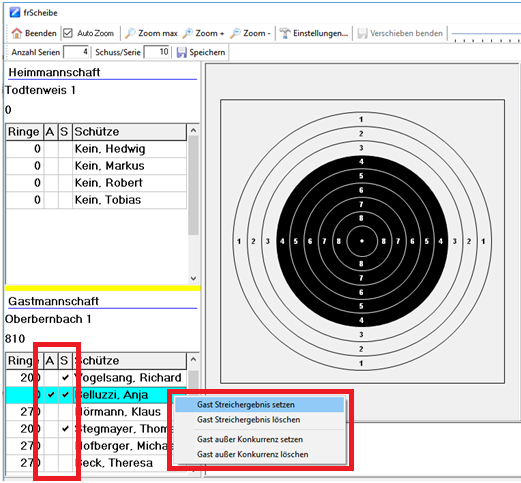 frScheibe
Beenden Auto Zoom Zoom max Zoom + Zoom - Einstellungen... Verschieben benden
Anzahl Serien 4 Schuss/Serie 10 Speichern
Heimmannschaft
Todtenweis 1
0
Ringe A S Schütze
0 Kein, Hedwig
0 Kein, Markus
0 Kein, Robert
0 Kein, Tobias
Gastmannschaft
Oberbernbach 1
810
Ringe A S Schütze
200 Vogelsang, Richard
Belluzzi, Anja
270 Hörmann, Klaus
200 Stegmayer, Thoma
270 Hofberger, Michae
270 Beck, Theresa
Gast Streichergebnis setzen
Gast Streichergebnis löschen
Gast außer Konkurrenz setzen
Gast außer Konkurrenz löschen
1
2
3
4
5
6
7
8
1 2 3 4 5 6 7 8 8 7 6 5 4 3 2 1
8
7
6
5
4
3
2
1